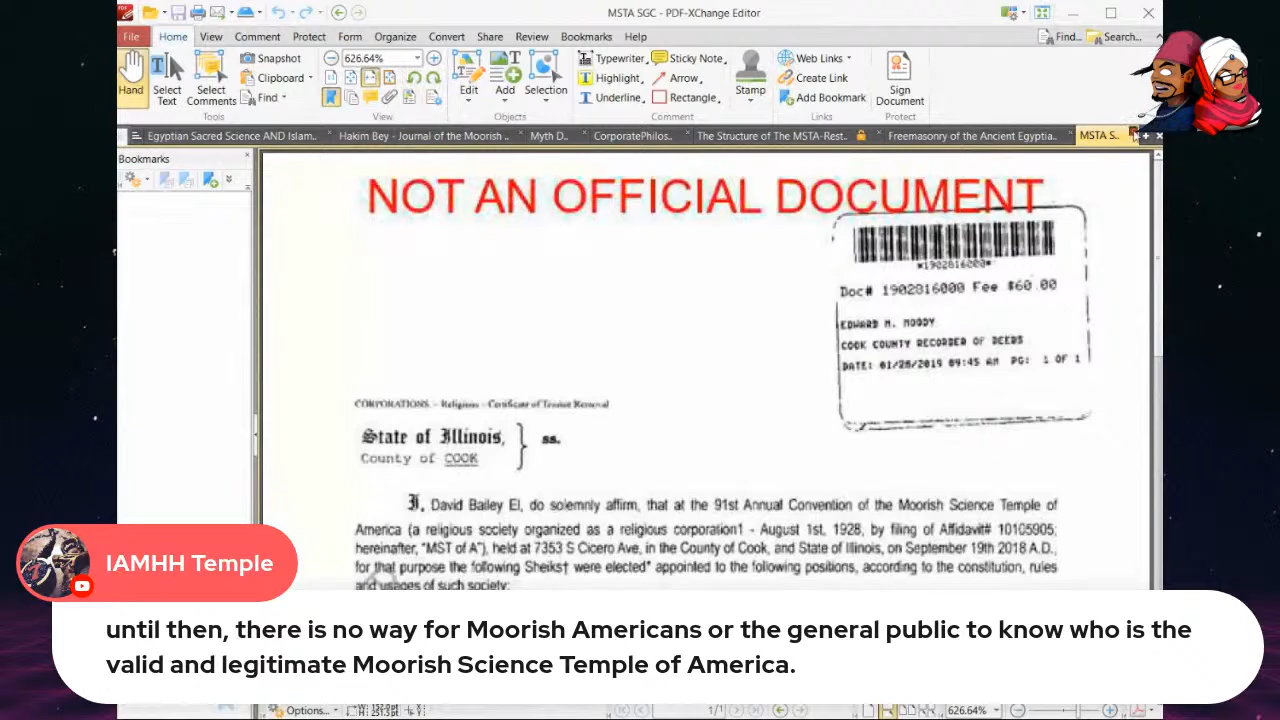 MSTA SGC - PDF-XChange Editor
File Home View Comment Protect Form Organize Convert Share Review Bookmarks Help Find... Search...
Hand
Select Text
Select Comments
Snapshot
Clipboard
Find
Tools
626.64%
View
Edit
Add
Selection
Objects
Typewriter
Highlight
Underline
Sticky Note
Arrow
Rectangle
Stamp
Comment
Web Links
Create Link
Add Bookmark
Links
Sign Document
Protect
Egyptian Sacred Science AND Islam.. Hakim Bey - Journal of the Moorish .. Myth D.. CorporatePhilos.. The Structure of The MSTA-Rest.. Freemasonry of the Ancient Egyptia.. MSTA S..
Bookmarks
NOT AN OFFICIAL DOCUMENT
*1902816000*
Doc# 1902816000 Fee $60.00
EDWARD M. MOODY
COOK COUNTY RECORDER OF DEEDS
DATE: 01/28/2019 09:45 AM PG: 1 OF 1
CORPORATIONS - Religious - Certificate of Trustee Renewal
State of Illinois, } ss.
County of COOK
I, David Bailey El, do solemnly affirm, that at the 91st Annual Convention of the Moorish Science Temple of
America (a religious society organized as a religious corporation1 - August 1st, 1928, by filing of Affidavit# 10105905;
hereinafter, "MST of A"), held at 7353 S Cicero Ave, in the County of Cook, and State of Illinois, on September 19th 2018 A.D.,
for that purpose the following Sheiks† were elected* appointed to the following positions, according to the constitution, rules
and usages of such society:
IAMHH Temple
until then, there is no way for Moorish Americans or the general public to know who is the
valid and legitimate Moorish Science Temple of America.
Options... 1/1 626.64%